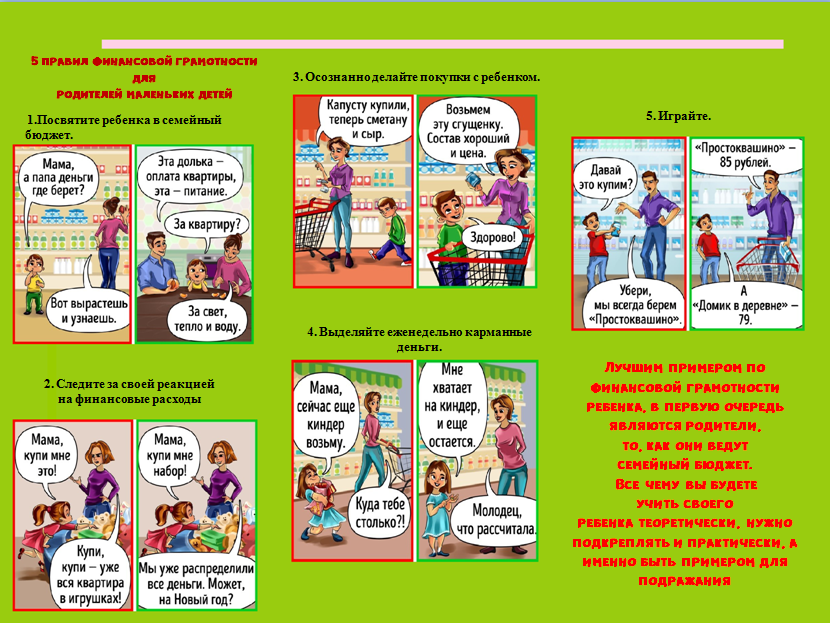 5 ПРАВИЛ ФИНАНСОВОЙ ГРАМОТНОСТИ
ДЛЯ
РОДИТЕЛЕЙ МАЛЕНЬКИХ ДЕТЕЙ
1.Посвятите ребенка в семейный
бюджет.
Мама,
а папа деньги
где берет?
Вот вырастешь
и узнаешь.
Эта долька –
оплата квартиры,
эта – питание.
За квартиру?
За свет,
тепло и воду.
2. Следите за своей реакцией
на финансовые расходы
Мама,
купи мне
это!
Купи,
купи – уже
вся квартира
в игрушках!
Мама,
купи мне
набор!
Мы уже распределили
все деньги. Может,
на Новый год?
3. Осознанно делайте покупки с ребенком.
Капусту купили,
теперь сметану
и сыр.
Возьмем
эту сгущенку.
Состав хороший
и цена.
Здорово!
4. Выделяйте еженедельно карманные
деньги.
Мама,
сейчас еще
киндер
возьму.
Куда тебе
столько?!
Мне
хватает
на киндер,
и еще
остается.
Молодец,
что рассчитала.
5. Играйте.
Давай
это купим?
Убери,
мы всегда берем
«Простоквашино».
«Простоквашино» –
85 рублей.
А
«Домик в деревне» –
79.
Лучшим примером по
финансовой грамотности
ребенка, в первую очередь
являются родители,
то, как они ведут
семейный бюджет.
Все чему вы будете
учить своего
ребенка теоретически, нужно
подкреплять и практически, а
именно быть примером для
подражания